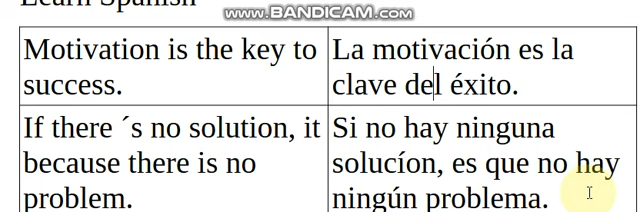 Learn Spanish
www.BANDICAM.com
Motivation is the key to
success.
La motivación es la
clave del éxito.
If there ´s no solution, it
because there is no
problem.
Si no hay ninguna
solucíon, es que no hay
ningún problema.